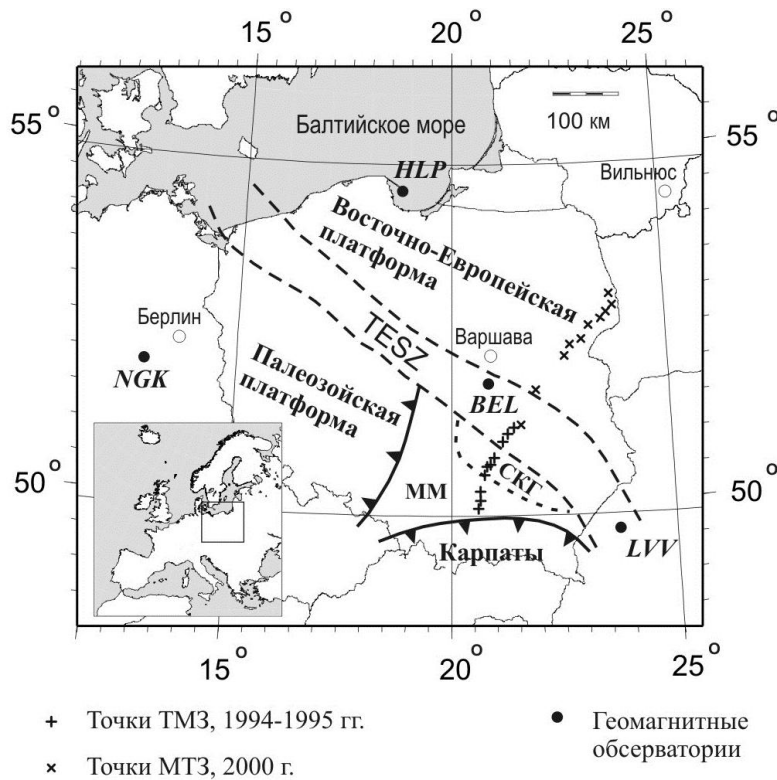 15° 20° 25°
55° 55°
Балтийское море
100 км
HLP
Вильнюс
Восточно-Европейская
платформа
Берлин
TESZ
Варшава
NGK
Палеозойская
платформа
BEL
50° 50°
СКГ
ММ
LVV
Карпаты
15° 20° 25°
+ Точки ТМЗ, 1994-1995 гг.
× Точки МТЗ, 2000 г.
● Геомагнитные
обсерватории